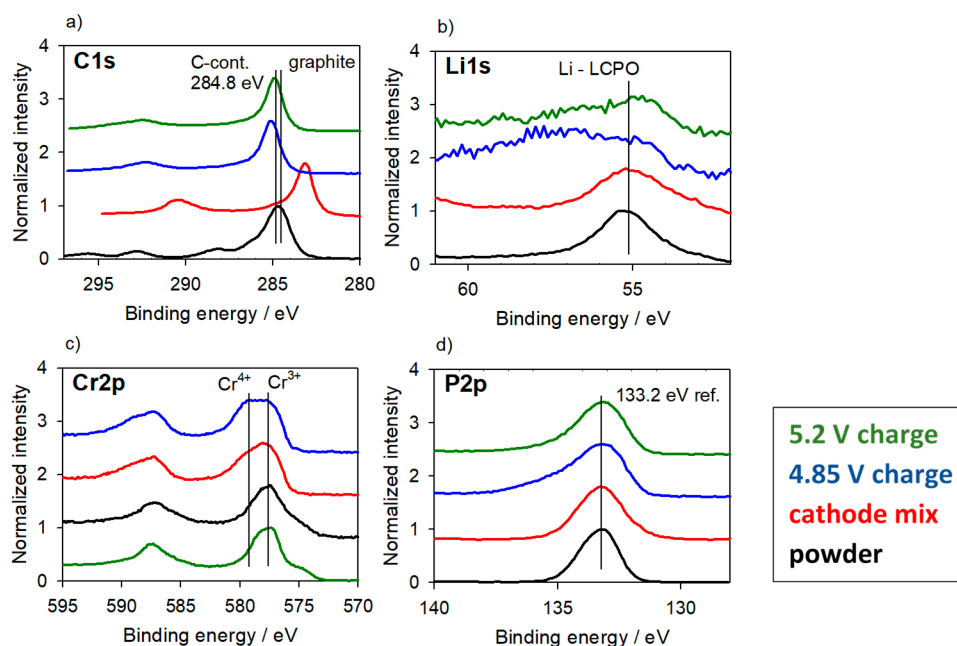 a)
C1s
C-cont.
284.8 eV
graphite
Normalized intensity
4
3
2
1
0
295
290
285
280
Binding energy / eV
b)
Li1s
Li - LCPO
Normalized intensity
4
3
2
1
0
60
55
Binding energy / eV
c)
Cr2p
Cr⁴⁺
Cr³⁺
Normalized intensity
4
3
2
1
0
595
590
585
580
575
570
Binding energy / eV
d)
P2p
133.2 eV ref.
Normalized intensity
4
3
2
1
0
140
135
130
Binding energy / eV
5.2 V charge
4.85 V charge
cathode mix
powder